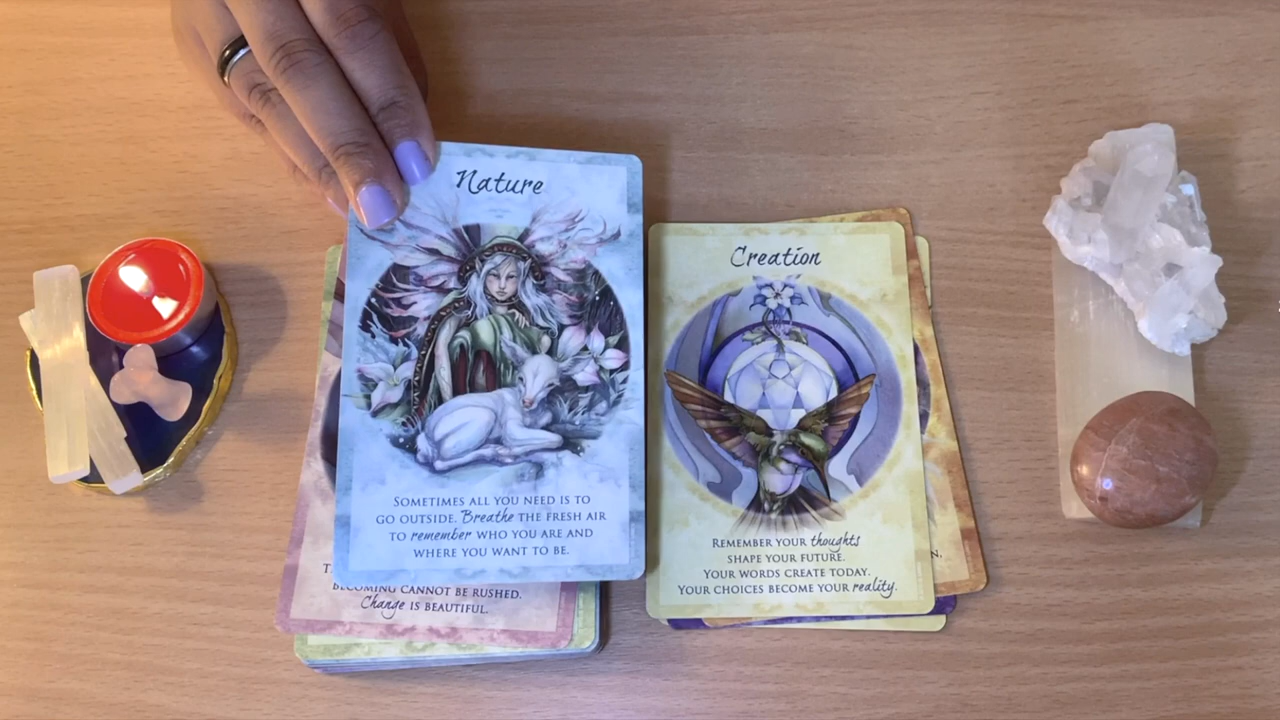 Nature
SOMETIMES ALL YOU NEED IS TO
GO OUTSIDE. Breathe THE FRESH AIR
TO remember WHO YOU ARE AND
WHERE YOU WANT TO BE.
BECOMING CANNOT BE RUSHED.
Change IS BEAUTIFUL.
Creation
REMEMBER YOUR thoughts
SHAPE YOUR FUTURE.
YOUR WORDS CREATE TODAY.
YOUR CHOICES BECOME YOUR reality.